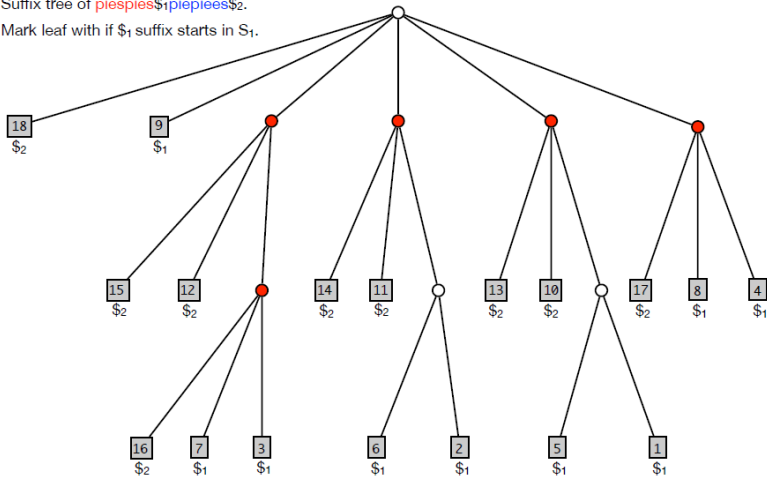 Suffix tree of piespies$₁piepiees$₂.
Mark leaf with if $₁ suffix starts in S₁.
18 9
$₂ $₁
15 12 14 11 13 10 17 8 4
$₂ $₂ $₂ $₂ $₂ $₂ $₂ $₁ $₁
16 7 3 6 2 5 1
$₂ $₁ $₁ $₁ $₁ $₁ $₁